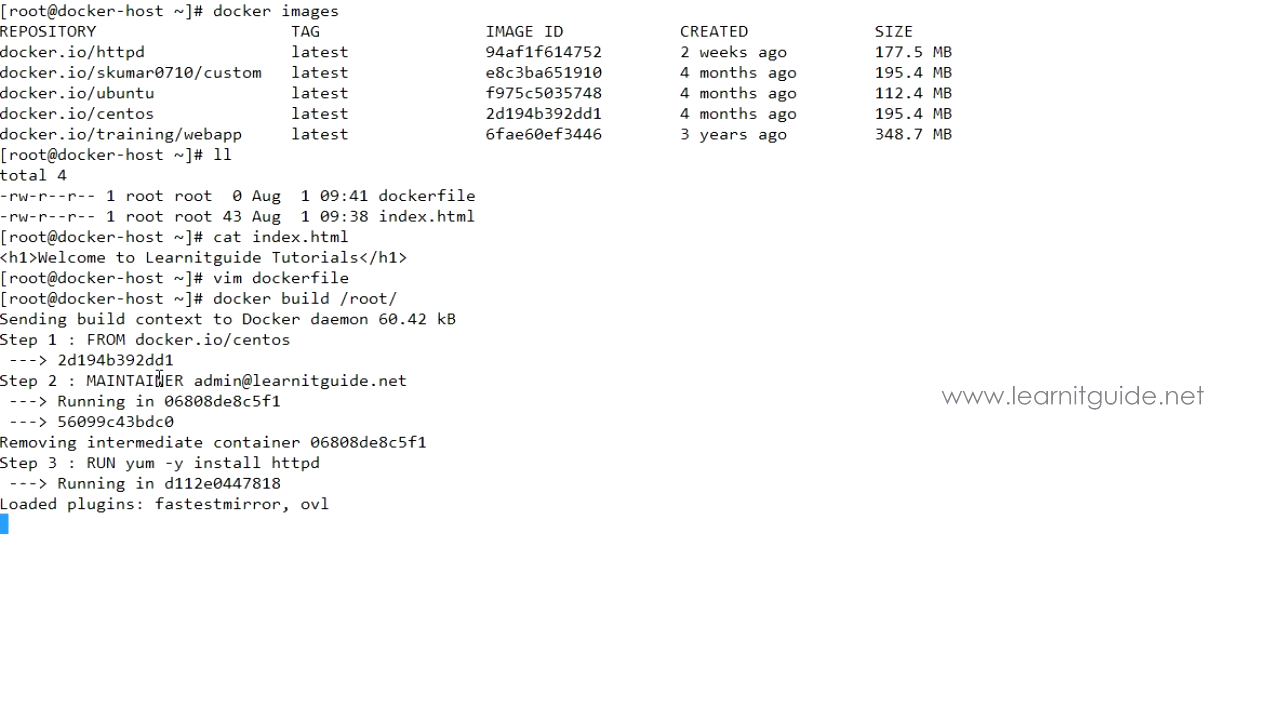 [root@docker-host ~]# docker images
REPOSITORY TAG IMAGE ID CREATED SIZE
docker.io/httpd latest 94af1f614752 2 weeks ago 177.5 MB
docker.io/skumar0710/custom latest e8c3ba651910 4 months ago 195.4 MB
docker.io/ubuntu latest f975c5035748 4 months ago 112.4 MB
docker.io/centos latest 2d194b392dd1 4 months ago 195.4 MB
docker.io/training/webapp latest 6fae60ef3446 3 years ago 348.7 MB
[root@docker-host ~]# ll
total 4
-rw-r--r-- 1 root root 0 Aug 1 09:41 dockerfile
-rw-r--r-- 1 root root 43 Aug 1 09:38 index.html
[root@docker-host ~]# cat index.html
<h1>Welcome to Learnitguide Tutorials</h1>
[root@docker-host ~]# vim dockerfile
[root@docker-host ~]# docker build /root/
Sending build context to Docker daemon 60.42 kB
Step 1 : FROM docker.io/centos
---> 2d194b392dd1
Step 2 : MAINTAINER admin@learnitguide.net
---> Running in 06808de8c5f1
---> 56099c43bdc0
Removing intermediate container 06808de8c5f1
Step 3 : RUN yum -y install httpd
---> Running in d112e0447818
Loaded plugins: fastestmirror, ovl
www.learnitguide.net